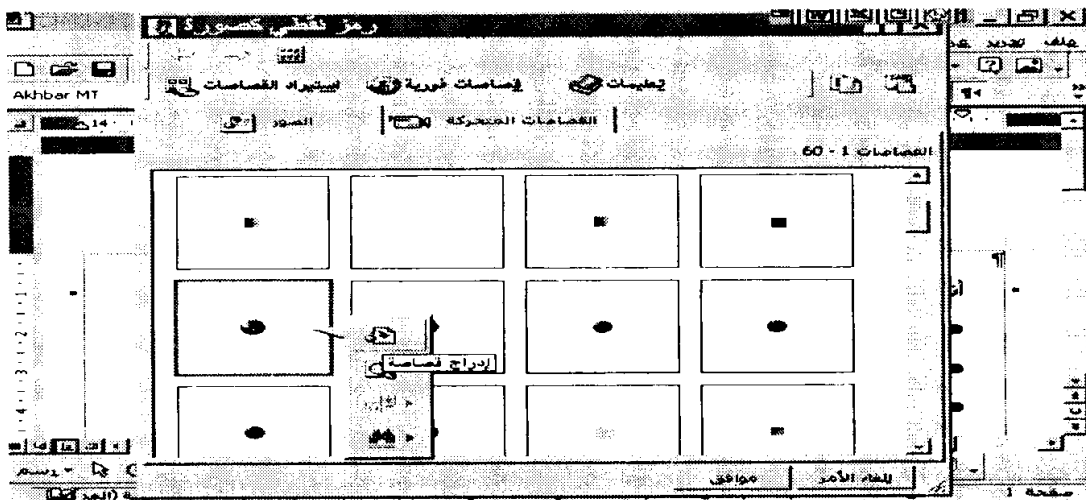 رمز نقطي كصورة
ملف تحرير
تعليمات
قصاصات فورية
استيراد القصاصات
Akhbar MT
القصاصات المتحركة
الصور
القصاصات 1 - 60
إدراج قصاصة
رسم
إلغاء الأمر
موافق
صفحة 1